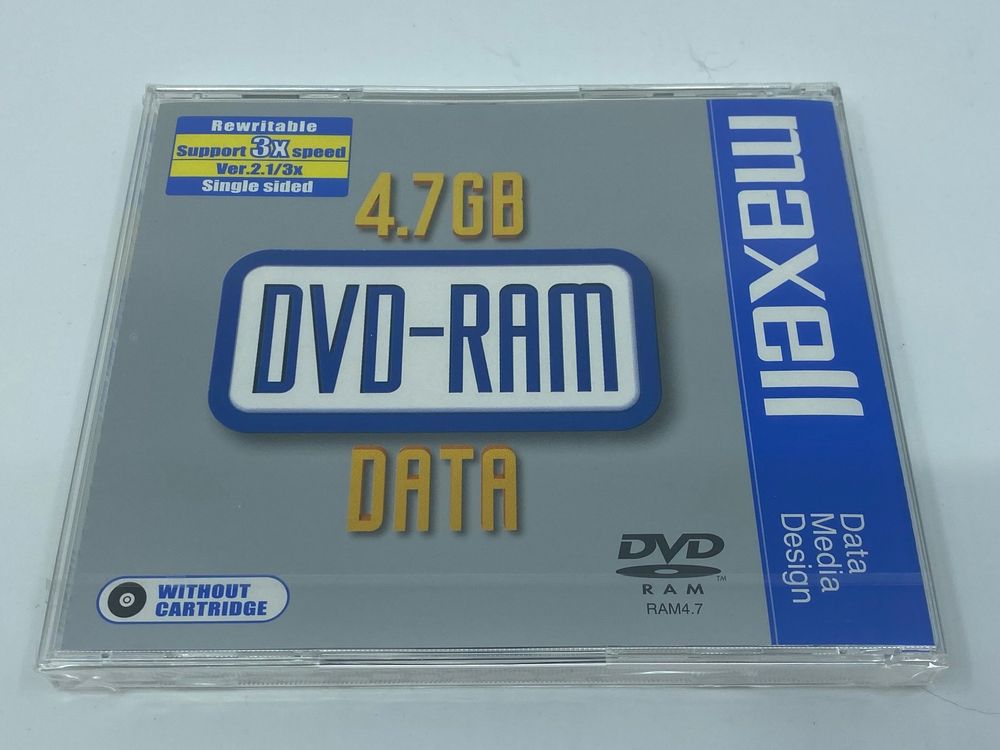 Rewritable
Support 3x speed
Ver.2.1/3x
Single sided
4.7GB
DVD-RAM
DATA
WITHOUT
CARTRIDGE
DVD
RAM
TM
RAM4.7
maxell
Data
Media
Design